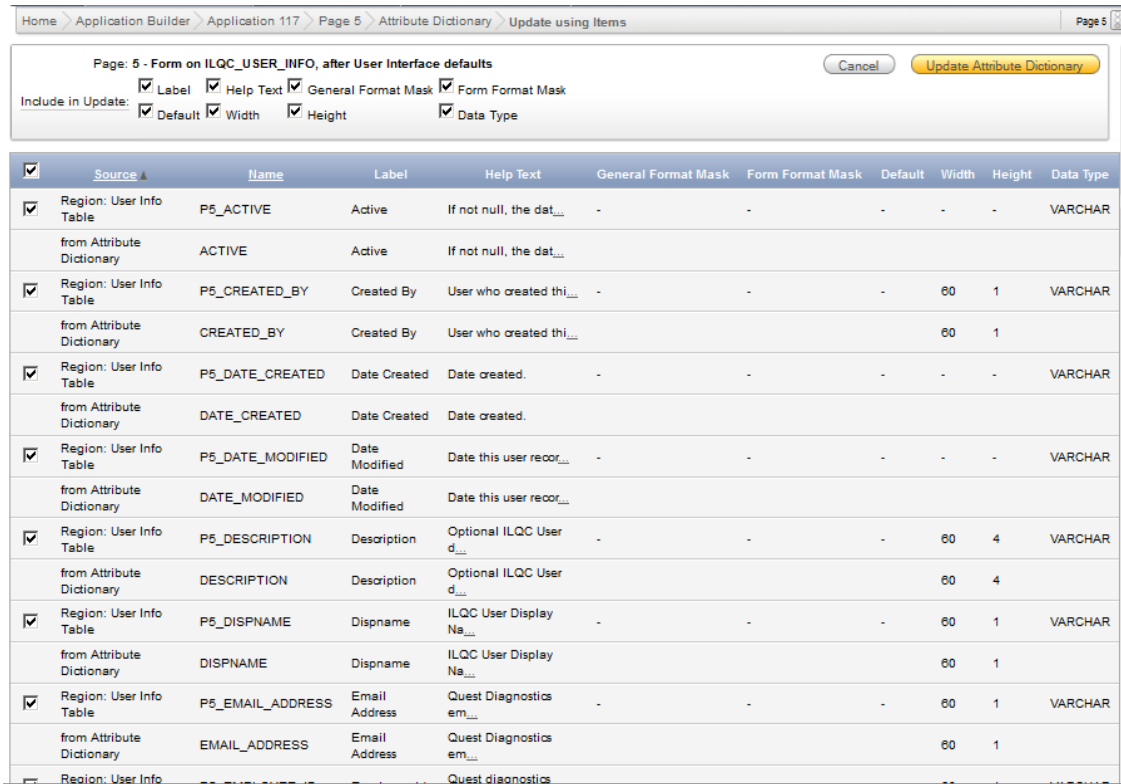 Home > Application Builder > Application 117 > Page 5 > Attribute Dictionary > Update using Items Page 5
Page: 5 - Form on ILQC_USER_INFO, after User Interface defaults Cancel Update Attribute Dictionary
Include in Update: Label Help Text General Format Mask Form Format Mask
Default Width Height Data Type
Source Name Label Help Text General Format Mask Form Format Mask Default Width Height Data Type
Region: User Info
Table P5_ACTIVE Active If not null, the dat... - - - - - VARCHAR
from Attribute
Dictionary ACTIVE Active If not null, the dat...
Region: User Info
Table P5_CREATED_BY Created By User who created thi... - - - 60 1 VARCHAR
from Attribute
Dictionary CREATED_BY Created By User who created thi... 60 1
Region: User Info
Table P5_DATE_CREATED Date Created Date created. - - - - - VARCHAR
from Attribute
Dictionary DATE_CREATED Date Created Date created.
Region: User Info Date
Table P5_DATE_MODIFIED Modified Date this user recor... - - - - - VARCHAR
from Attribute Date
Dictionary DATE_MODIFIED Modified Date this user recor...
Region: User Info Optional ILQC User
Table P5_DESCRIPTION Description d... - - - 60 4 VARCHAR
from Attribute Optional ILQC User
Dictionary DESCRIPTION Description d... 60 4
Region: User Info ILQC User Display
Table P5_DISPNAME Dispname Na... - - - 60 1 VARCHAR
from Attribute ILQC User Display
Dictionary DISPNAME Dispname Na... 60 1
Region: User Info Email Quest Diagnostics
Table P5_EMAIL_ADDRESS Address em... - - - 60 1 VARCHAR
from Attribute Email Quest Diagnostics
Dictionary EMAIL_ADDRESS Address em... 60 1
Region: User Info Quest diagnostics